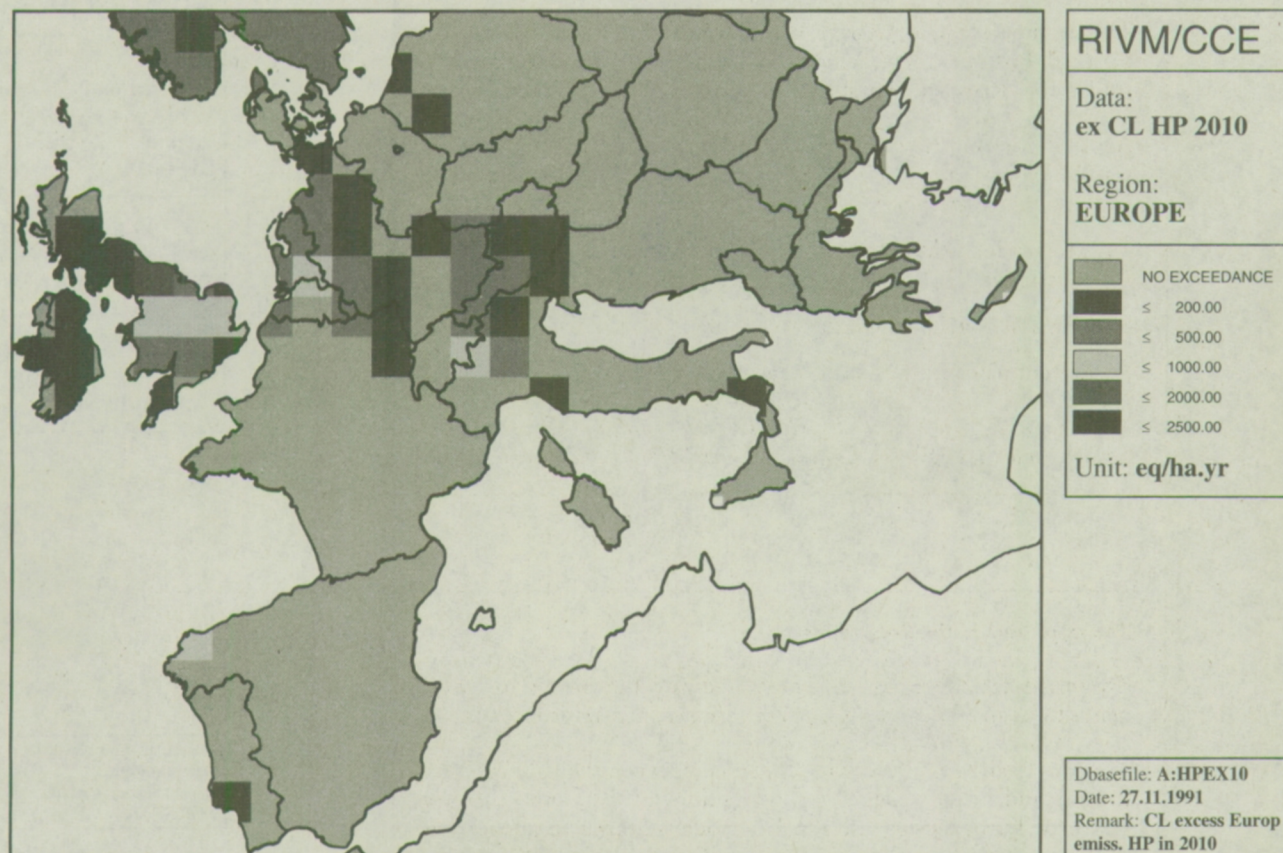 RIVM/CCE
Data:
ex CL HP 2010
Region:
EUROPE
NO EXCEEDANCE
≤ 200.00
≤ 500.00
≤ 1000.00
≤ 2000.00
≤ 2500.00
Unit: eq/ha.yr
Dbasefile: A:HPEX10
Date: 27.11.1991
Remark: CL excess Europ
emiss. HP in 2010